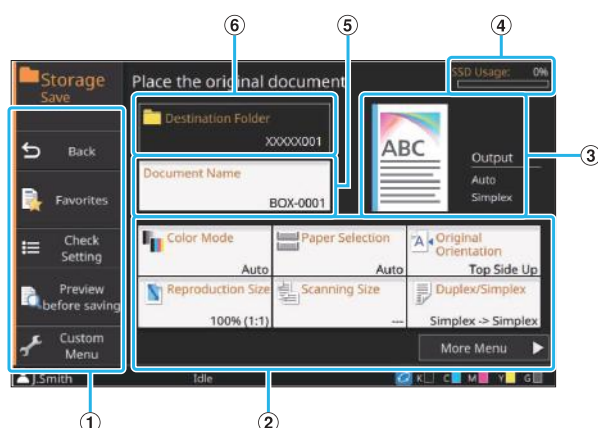 6
5
4
Storage
Save
Place the original document
SSD Usage: 0%
Destination Folder
XXXXX001
ABC
Output
Auto
Simplex
3
Back
Document Name
BOX-0001
Favorites
Check
Setting
Color Mode
Auto
Paper Selection
Auto
Original
Orientation
Top Side Up
Preview
before saving
Reproduction Size
100% (1:1)
Scanning Size
---
Duplex/Simplex
Simplex -> Simplex
Custom
Menu
More Menu
J.Smith
Idle
K C M Y G
1
2